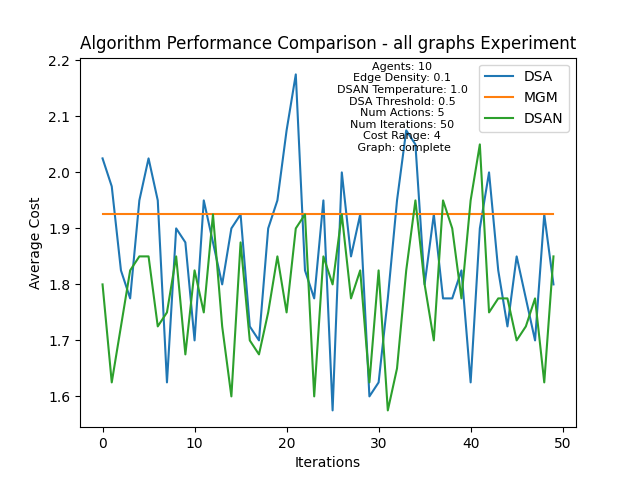 Algorithm Performance Comparison - all graphs Experiment
Agents: 10
Edge Density: 0.1
DSAN Temperature: 1.0
DSA Threshold: 0.5
Num Actions: 5
Num Iterations: 50
Cost Range: 4
Graph: complete
DSA
MGM
DSAN
Average Cost
2.2
2.1
2.0
1.9
1.8
1.7
1.6
0 10 20 30 40 50
Iterations